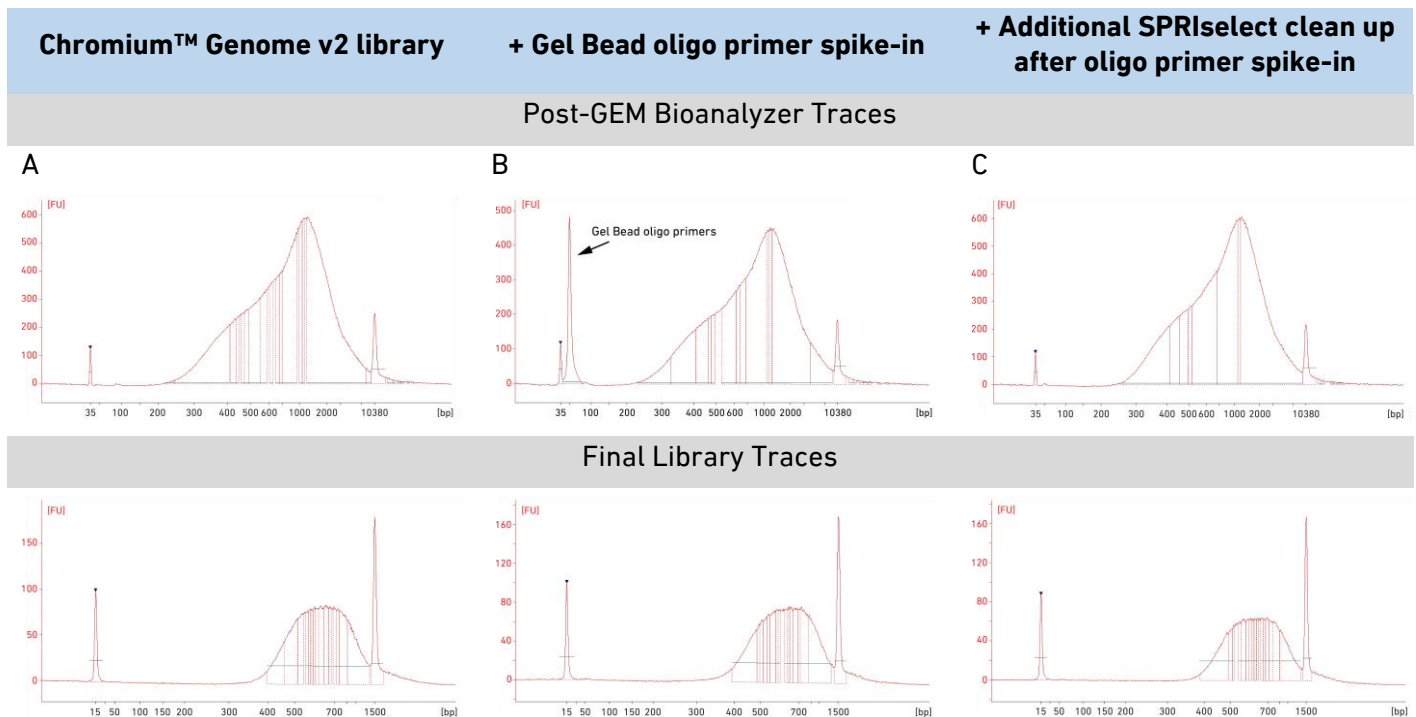 Chromium™ Genome v2 library
+ Gel Bead oligo primer spike-in
+ Additional SPRIselect clean up
after oligo primer spike-in
Post-GEM Bioanalyzer Traces
A
[FU]
600
500
400
300
200
100
0
35 100 200 300 400 500 600 1000 2000 10380 [bp]
B
[FU]
500
400
300
200
100
0
Gel Bead oligo primers
35 100 200 300 400 500 600 1000 2000 10380 [bp]
C
[FU]
600
500
400
300
200
100
0
35 100 200 300 400 500 1000 2000 10380 [bp]
Final Library Traces
[FU]
150
100
50
0
15 50 100 150 200 300 400 500 700 1500 [bp]
[FU]
160
120
80
40
0
15 50 100 150 200 300 400 500 700 1500 [bp]
[FU]
160
120
80
40
0
15 50 100 150 200 300 400 500 700 1500 [bp]